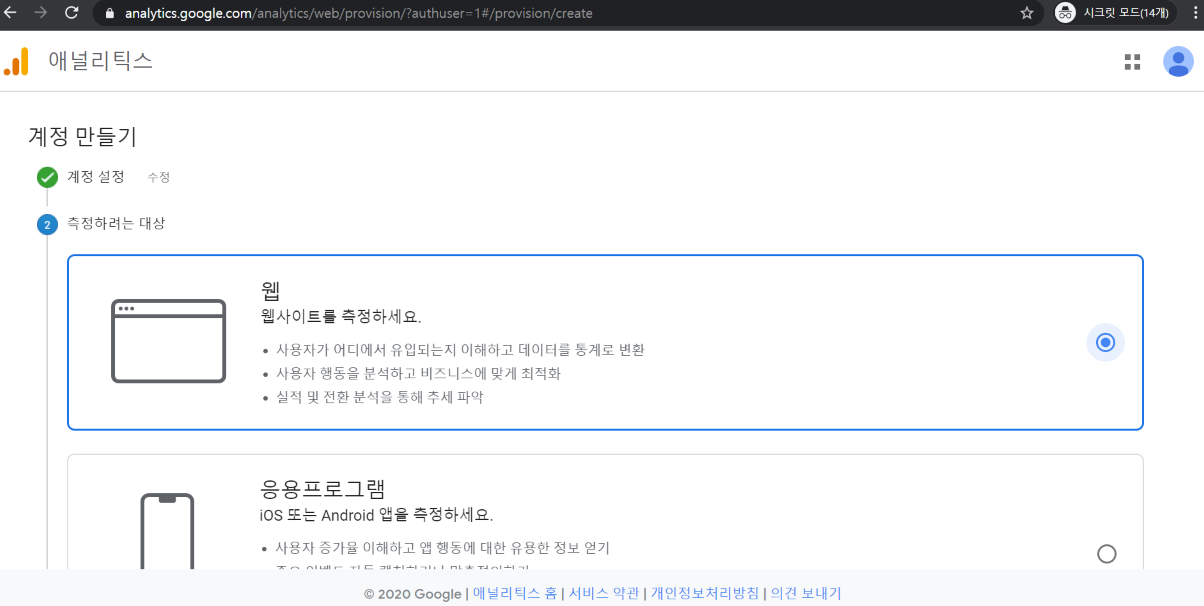 analytics.google.com/analytics/web/provision/?authuser=1#/provision/create
시크릿 모드(14개)
애널리틱스
계정 만들기
계정 설정 수정
2 측정하려는 대상
웹
웹사이트를 측정하세요.
• 사용자가 어디에서 유입되는지 이해하고 데이터를 통계로 변환
• 사용자 행동을 분석하고 비즈니스에 맞게 최적화
• 실적 및 전환 분석을 통해 추세 파악
응용프로그램
iOS 또는 Android 앱을 측정하세요.
• 사용자 증가율 이해하고 앱 행동에 대한 유용한 정보 얻기
© 2020 Google | 애널리틱스 홈 | 서비스 약관 | 개인정보처리방침 | 의견 보내기